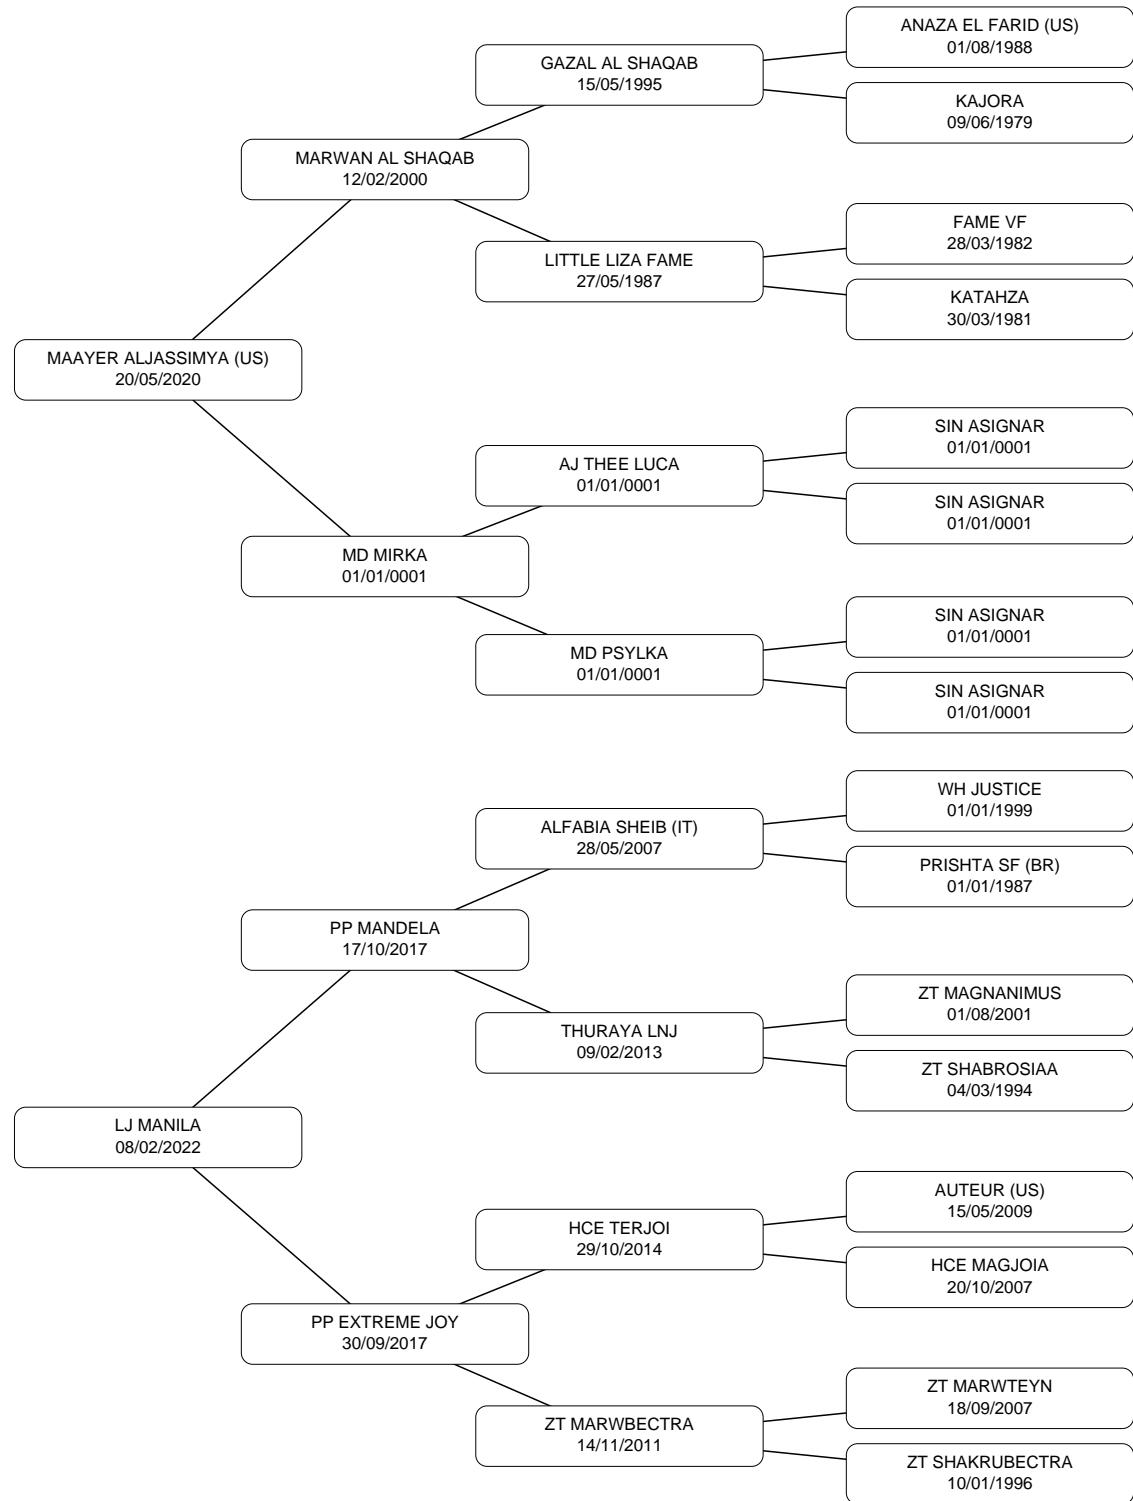 ANAZA EL FARID (US)
01/08/1988
GAZAL AL SHAQAB
15/05/1995
KAJORA
09/06/1979
MARWAN AL SHAQAB
12/02/2000
FAME VF
28/03/1982
LITTLE LIZA FAME
27/05/1987
KATAHZA
30/03/1981
MAAYER ALJASSIMYA (US)
20/05/2020
SIN ASIGNAR
01/01/0001
AJ THEE LUCA
01/01/0001
SIN ASIGNAR
01/01/0001
MD MIRKA
01/01/0001
SIN ASIGNAR
01/01/0001
MD PSYLKA
01/01/0001
SIN ASIGNAR
01/01/0001
WH JUSTICE
01/01/1999
ALFABIA SHEIB (IT)
28/05/2007
PRISHTA SF (BR)
01/01/1987
PP MANDELA
17/10/2017
ZT MAGNANIMUS
01/08/2001
THURAYA LNJ
09/02/2013
ZT SHABROSIAA
04/03/1994
LJ MANILA
08/02/2022
AUTEUR (US)
15/05/2009
HCE TERJOI
29/10/2014
HCE MAGJOIA
20/10/2007
PP EXTREME JOY
30/09/2017
ZT MARWTEYN
18/09/2007
ZT MARWBECTRA
14/11/2011
ZT SHAKRUBECTRA
10/01/1996